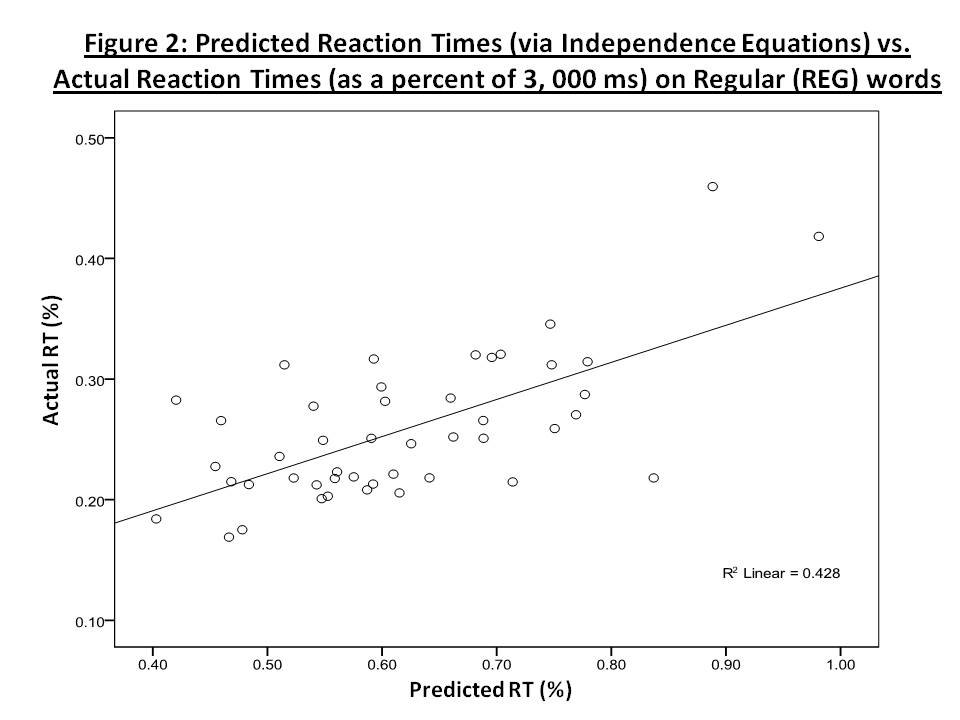 Figure 2: Predicted Reaction Times (via Independence Equations) vs.
Actual Reaction Times (as a percent of 3, 000 ms) on Regular (REG) words
0.50
0.40
0.30
0.20
0.10
Actual RT (%)
R² Linear = 0.428
0.40 0.50 0.60 0.70 0.80 0.90 1.00
Predicted RT (%)